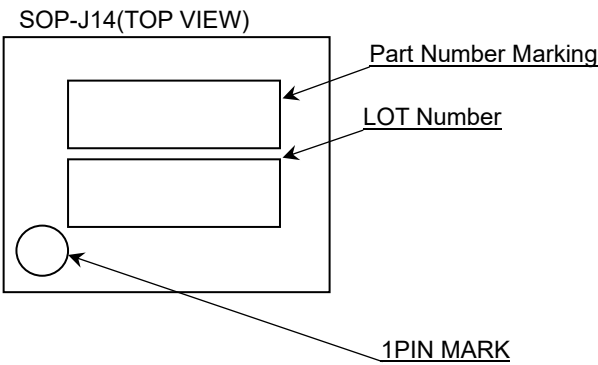 SOP-J14(TOP VIEW)
Part Number Marking
LOT Number
1PIN MARK